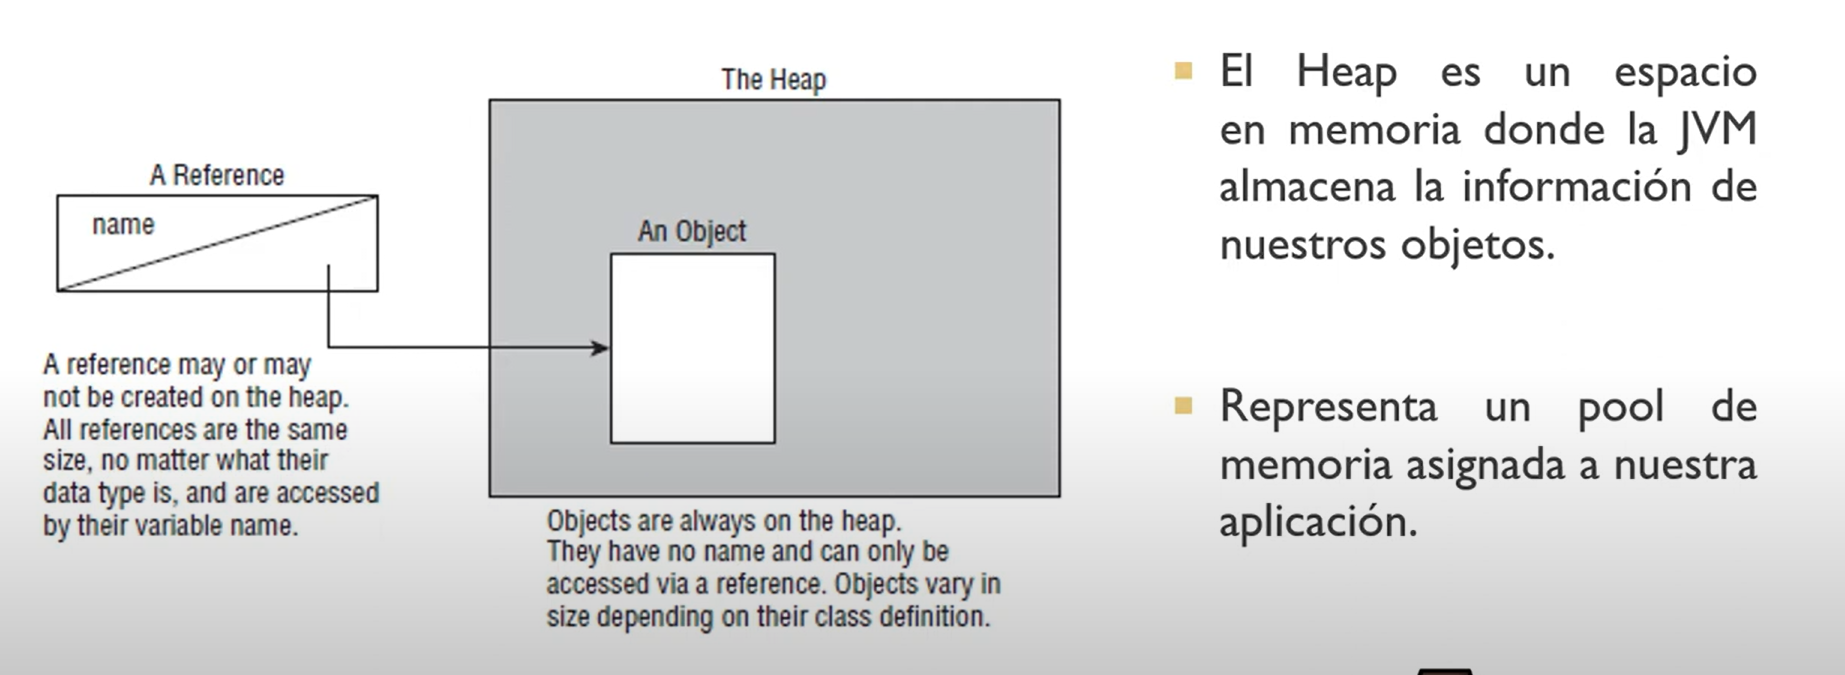 The Heap
A Reference
name
An Object
A reference may or may
not be created on the heap.
All references are the same
size, no matter what their
data type is, and are accessed
by their variable name.
Objects are always on the heap.
They have no name and can only be
accessed via a reference. Objects vary in
size depending on their class definition.
El Heap es un espacio
en memoria donde la JVM
almacena la información de
nuestros objetos.
Representa un pool de
memoria asignada a nuestra
aplicación.